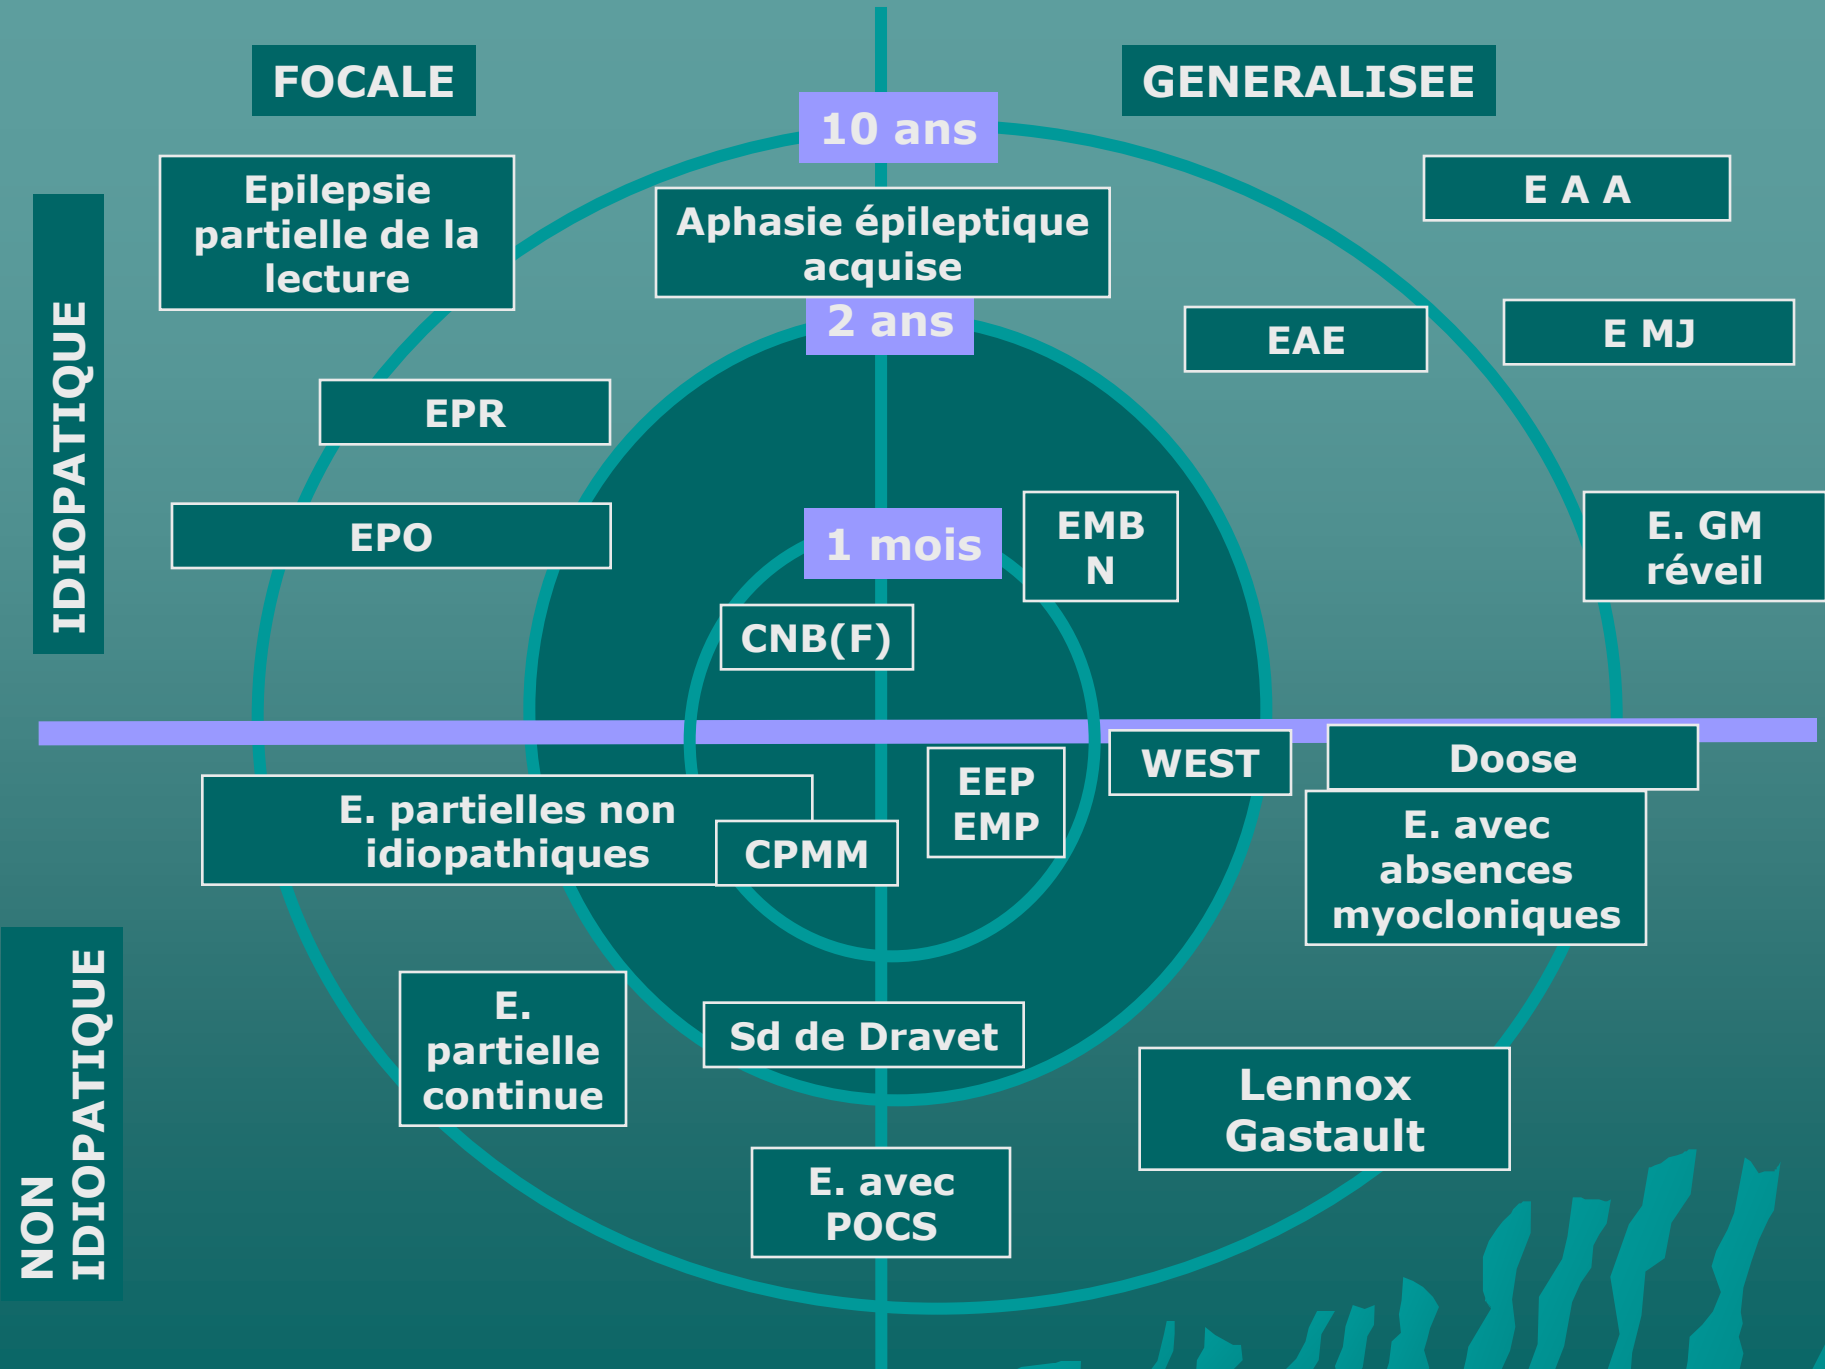 FOCALE
GENERALISEE
10 ans
Epilepsie
partielle de la
lecture
Aphasie épileptique
acquise
E A A
2 ans
EAE
E MJ
IDIOPATIQUE
EPR
EPO
1 mois
EMB
N
E. GM
réveil
CNB(F)
WEST
Doose
EEP
EMP
E. partielles non
idiopathiques
CPMM
E. avec
absences
myocloniques
NON
IDIOPATIQUE
E.
partielle
continue
Sd de Dravet
Lennox
Gastault
E. avec
POCS